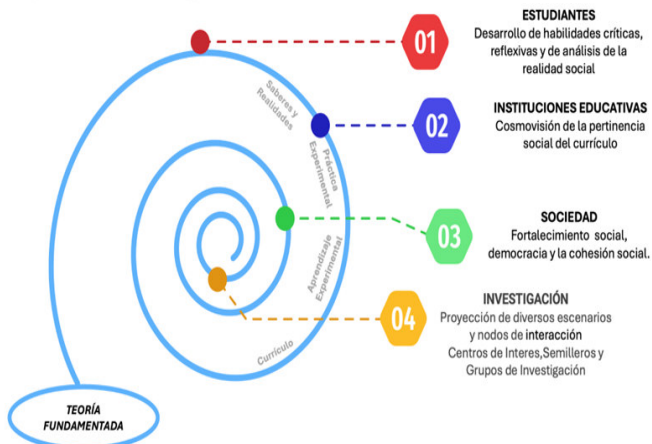 ESTUDIANTES
01
Desarrollo de habilidades críticas,
reflexivas y de análisis de la
realidad social
INSTITUCIONES EDUCATIVAS
02
Cosmovisión de la pertinencia
social del currículo
SOCIEDAD
03
Fortalecimiento social,
democracia y la cohesión social.
INVESTIGACIÓN
04
Proyección de diversos escenarios
y nodos de interacción
Centros de Interes,Semilleros y
Grupos de Investigación
Saberes y
Realidades
Práctica
Experimental
Aprendizaje
Experimental
Currículo
TEORÍA
FUNDAMENTADA